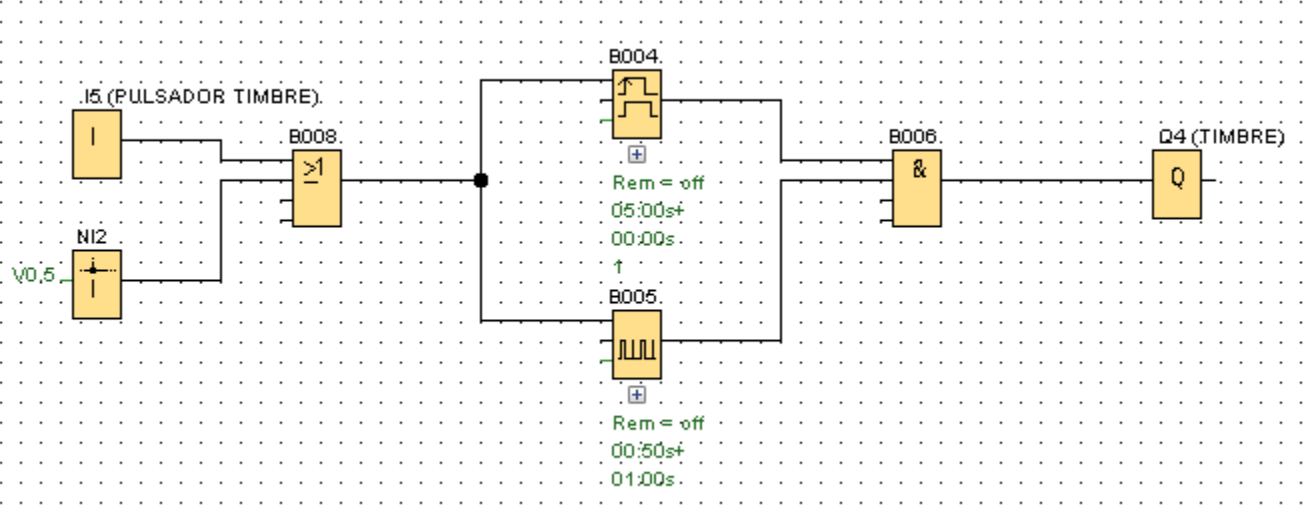 B004
I5 (PULSADOR TIMBRE)
B008
B006
Q4 (TIMBRE)
I
≥1
&
Q
Rem = off
05:00s+
00:00s
↑
NI2
V0.5
I
B005
Rem = off
00:50s+
01:00s